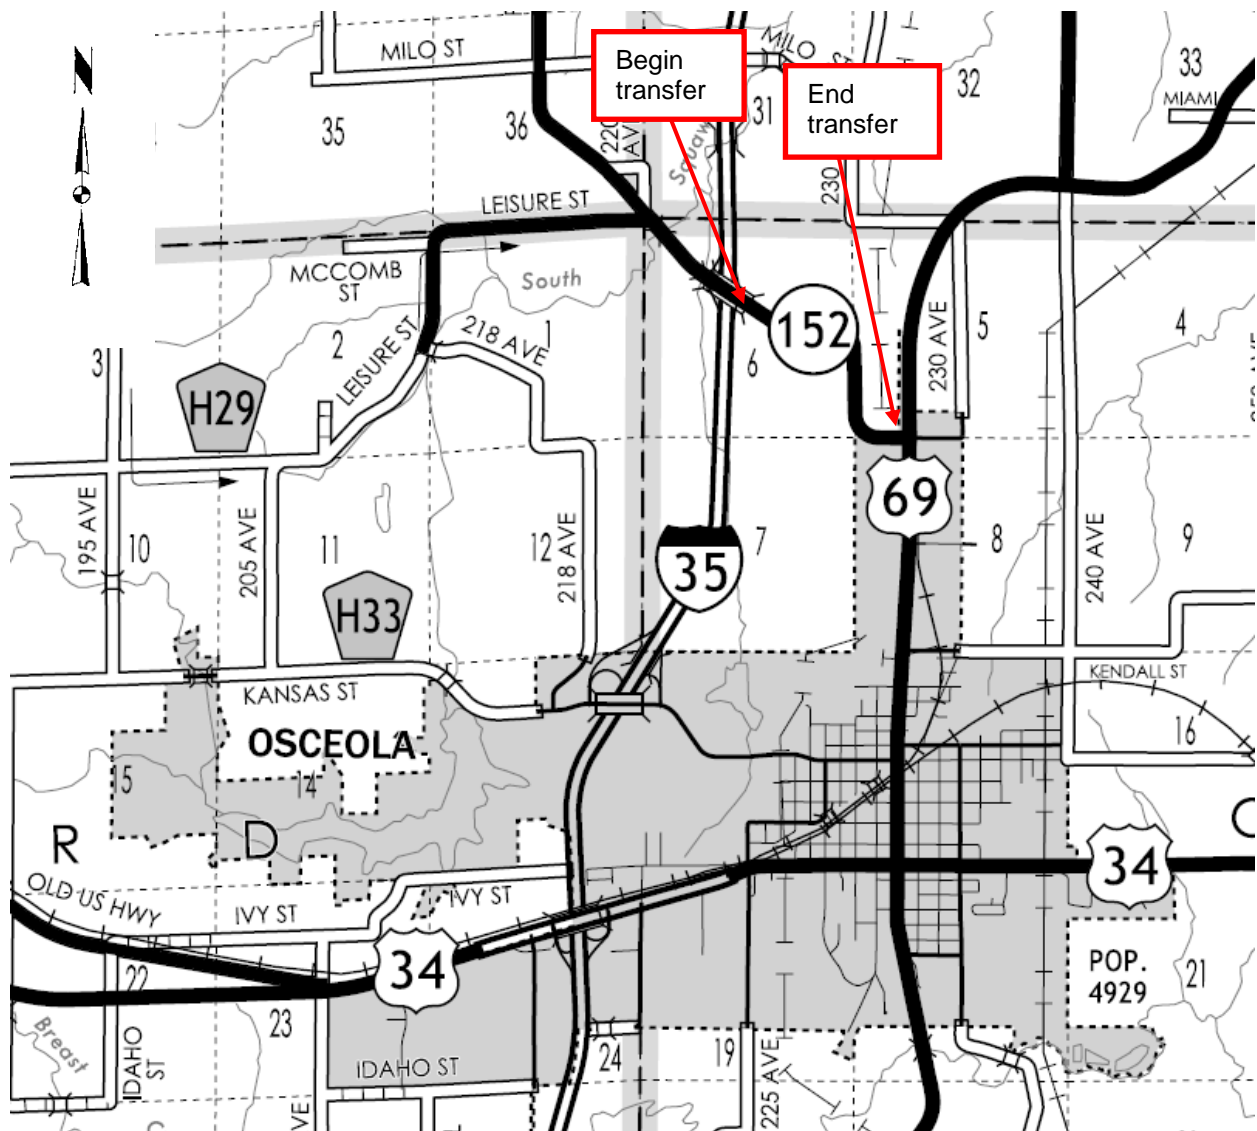 N
MILO ST
MILO
ST
Begin
transfer
End
transfer
31
32
33
MIAMI
35
36
220
AVE
Squaw
230
LEISURE ST
MCCOMB
ST
South
152
230 AVE
5
4
3
2
1
218 AVE
LEISURE ST
6
H29
69
195 AVE
10
205 AVE
11
12
218 AVE
35
7
8
240 AVE
9
H33
KANSAS ST
KENDALL ST
16
OSCEOLA
15
14
R
D
C
OLD US HWY
IVY ST
IVY ST
34
34
POP.
4929
21
22
23
24
19
225 AVE
Breast
IDAHO
ST
IDAHO ST